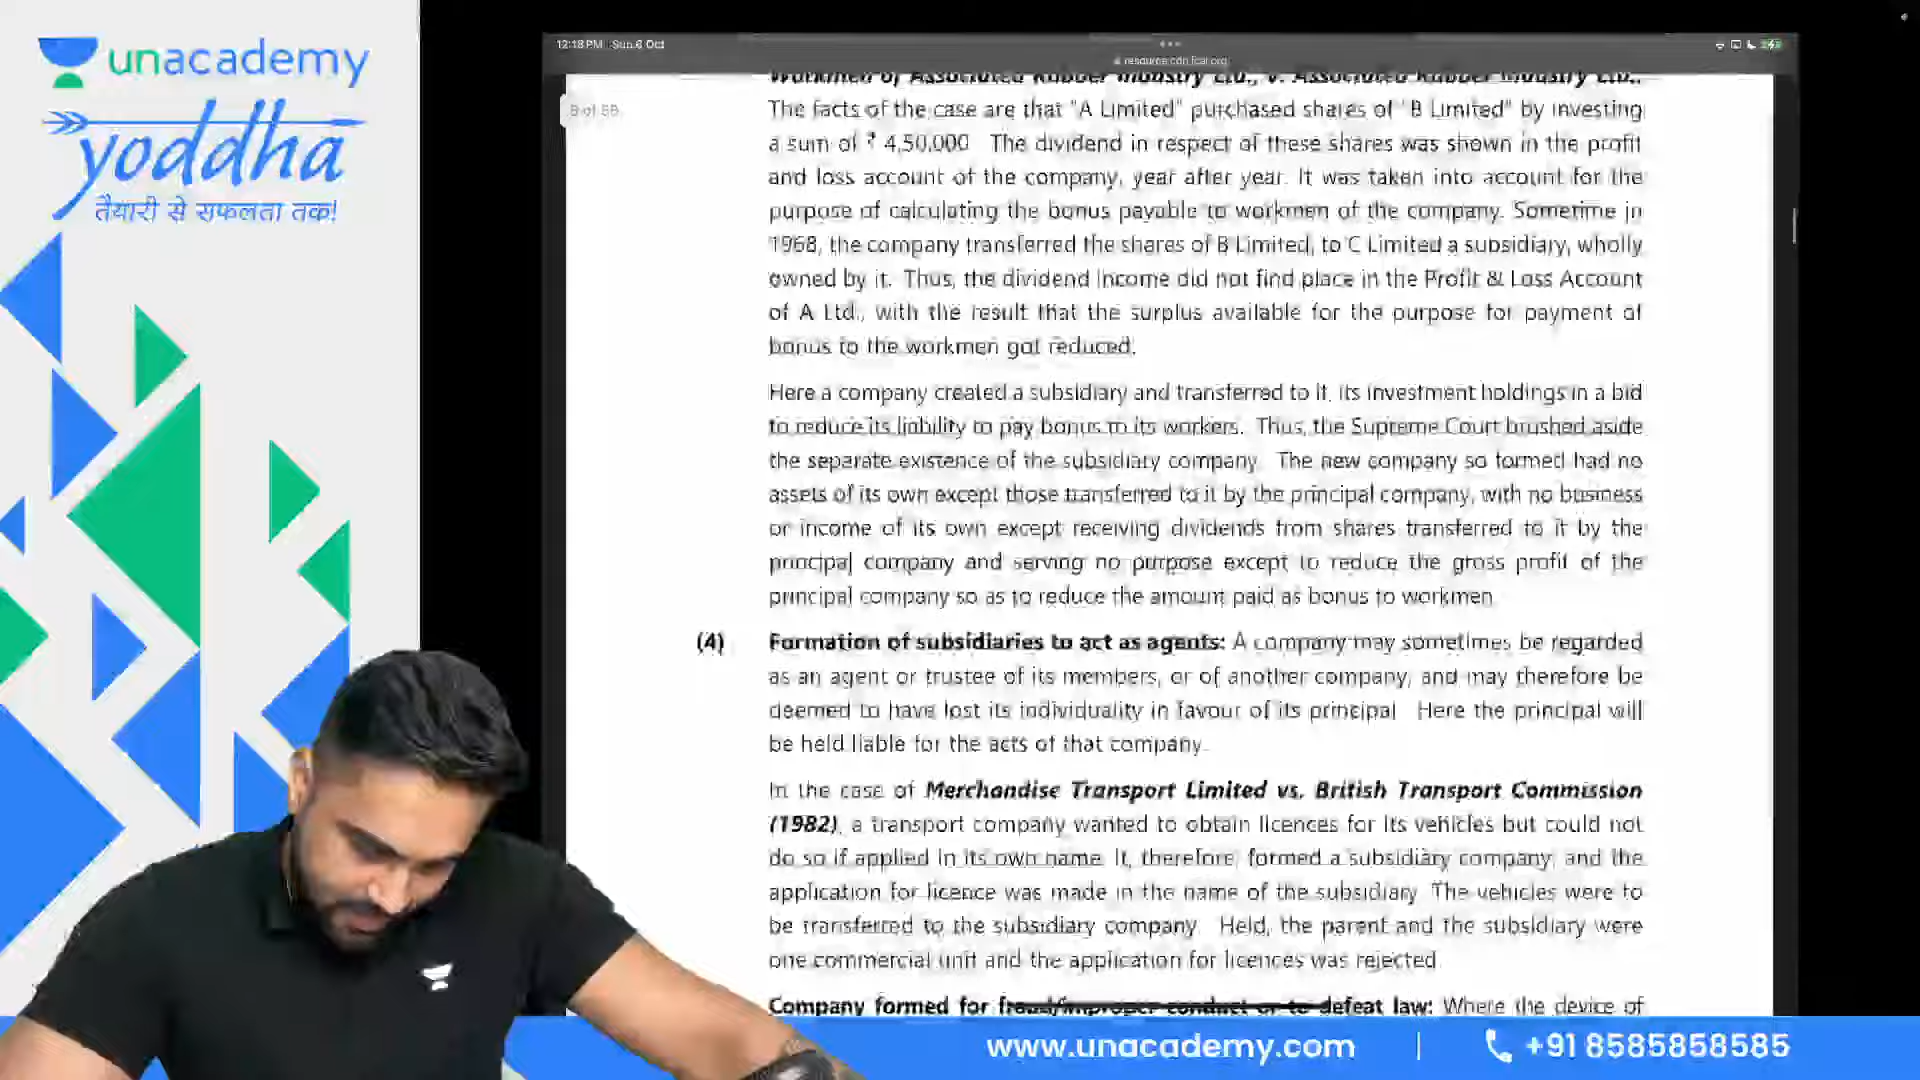 unacademy
yoddha
तैयारी से सफलता तक!
12:18 PM Sun 6 Oct
resource.cdn.icai.org
Workmen of Associated Rubber Industry Ltd., v. Associated Rubber Industry Ltd.:
The facts of the case are that "A Limited" purchased shares of "B Limited" by investing
a sum of ₹ 4,50,000 The dividend in respect of these shares was shown in the profit
and loss account of the company, year after year. It was taken into account for the
purpose of calculating the bonus payable to workmen of the company. Sometime in
1968, the company transferred the shares of B Limited, to C Limited a subsidiary, wholly
owned by it. Thus, the dividend income did not find place in the Profit & Loss Account
of A Ltd., with the result that the surplus available for the purpose for payment of
bonus to the workmen got reduced.
Here a company created a subsidiary and transferred to it, its investment holdings in a bid
to reduce its liability to pay bonus to its workers. Thus, the Supreme Court brushed aside
the separate existence of the subsidiary company. The new company so formed had no
assets of its own except those transferred to it by the principal company, with no business
or income of its own except receiving dividends from shares transferred to it by the
principal company and serving no purpose except to reduce the gross profit of the
principal company so as to reduce the amount paid as bonus to workmen
(4) Formation of subsidiaries to act as agents: A company may sometimes be regarded
as an agent or trustee of its members, or of another company, and may therefore be
deemed to have lost its individuality in favour of its principal Here the principal will
be held liable for the acts of that company.
In the case of Merchandise Transport Limited vs. British Transport Commission
(1982), a transport company wanted to obtain licences for its vehicles but could not
do so if applied in its own name. It, therefore, formed a subsidiary company, and the
application for licence was made in the name of the subsidiary The vehicles were to
be transferred to the subsidiary company Held, the parent and the subsidiary were
one commercial unit and the application for licences was rejected
Company formed for fraud/improper conduct or to defeat law: Where the device of
www.unacademy.com | +91 8585858585